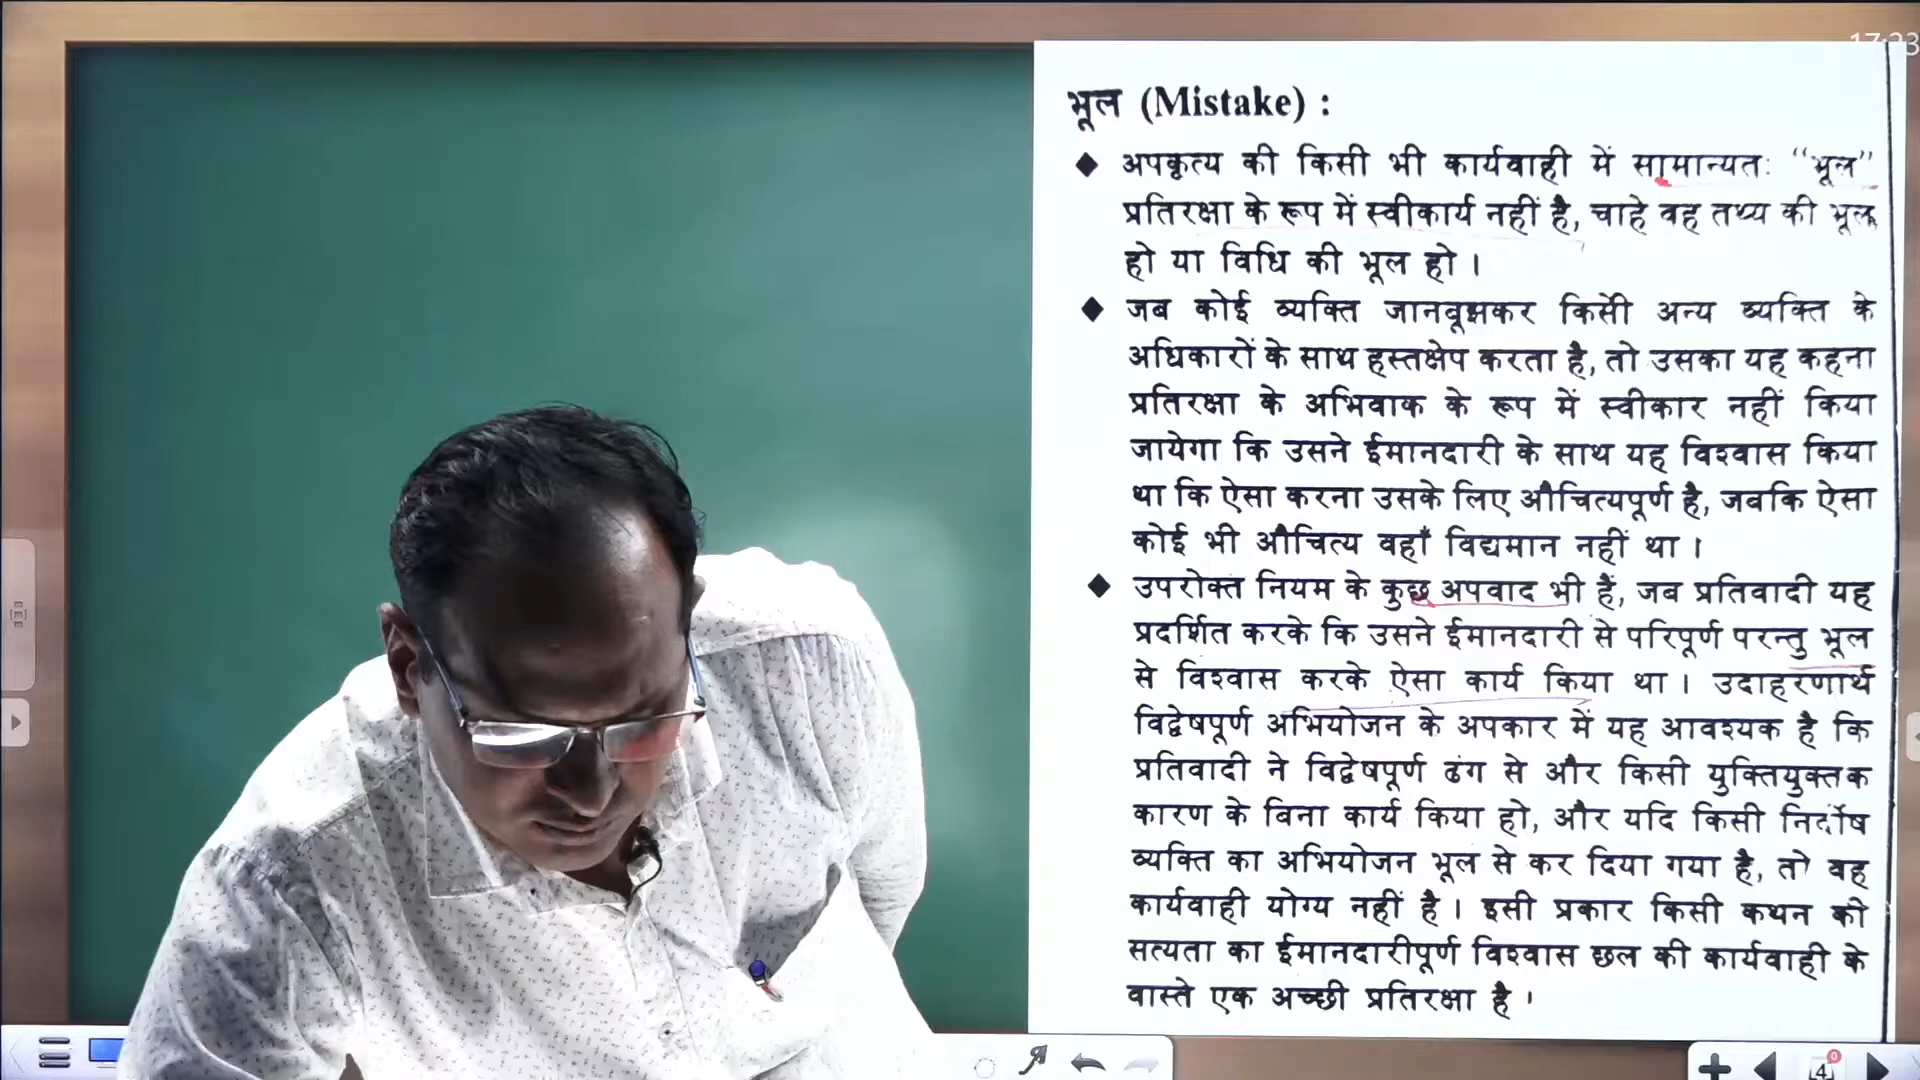 भूल (Mistake) :
अपकृत्य की किसी भी कार्यवाही में सामान्यतः “भूल”
प्रतिरक्षा के रूप में स्वीकार्य नहीं है, चाहे वह तथ्य की भूल
हो या विधि की भूल हो ।
जब कोई व्यक्ति जानबूझकर किसी अन्य व्यक्ति के
अधिकारों के साथ हस्तक्षेप करता है, तो उसका यह कहना
प्रतिरक्षा के अभिवाक के रूप में स्वीकार नहीं किया
जायेगा कि उसने ईमानदारी के साथ यह विश्वास किया
था कि ऐसा करना उसके लिए औचित्यपूर्ण है, जबकि ऐसा
कोई भी औचित्य वहाँ विद्यमान नहीं था ।
उपरोक्त नियम के कुछ अपवाद भी हैं, जब प्रतिवादी यह
प्रदर्शित करके कि उसने ईमानदारी से परिपूर्ण परन्तु भूल
से विश्वास करके ऐसा कार्य किया था । उदाहरणार्थ
विद्वेषपूर्ण अभियोजन के अपकार में यह आवश्यक है कि
प्रतिवादी ने विद्वेषपूर्ण ढंग से और किसी युक्तियुक्तक
कारण के बिना कार्य किया हो, और यदि किसी निर्दोष
व्यक्ति का अभियोजन भूल से कर दिया गया है, तो वह
कार्यवाही योग्य नहीं है । इसी प्रकार किसी कथन की
सत्यता का ईमानदारीपूर्ण विश्वास छल की कार्यवाही के
वास्ते एक अच्छी प्रतिरक्षा है ।
4
0